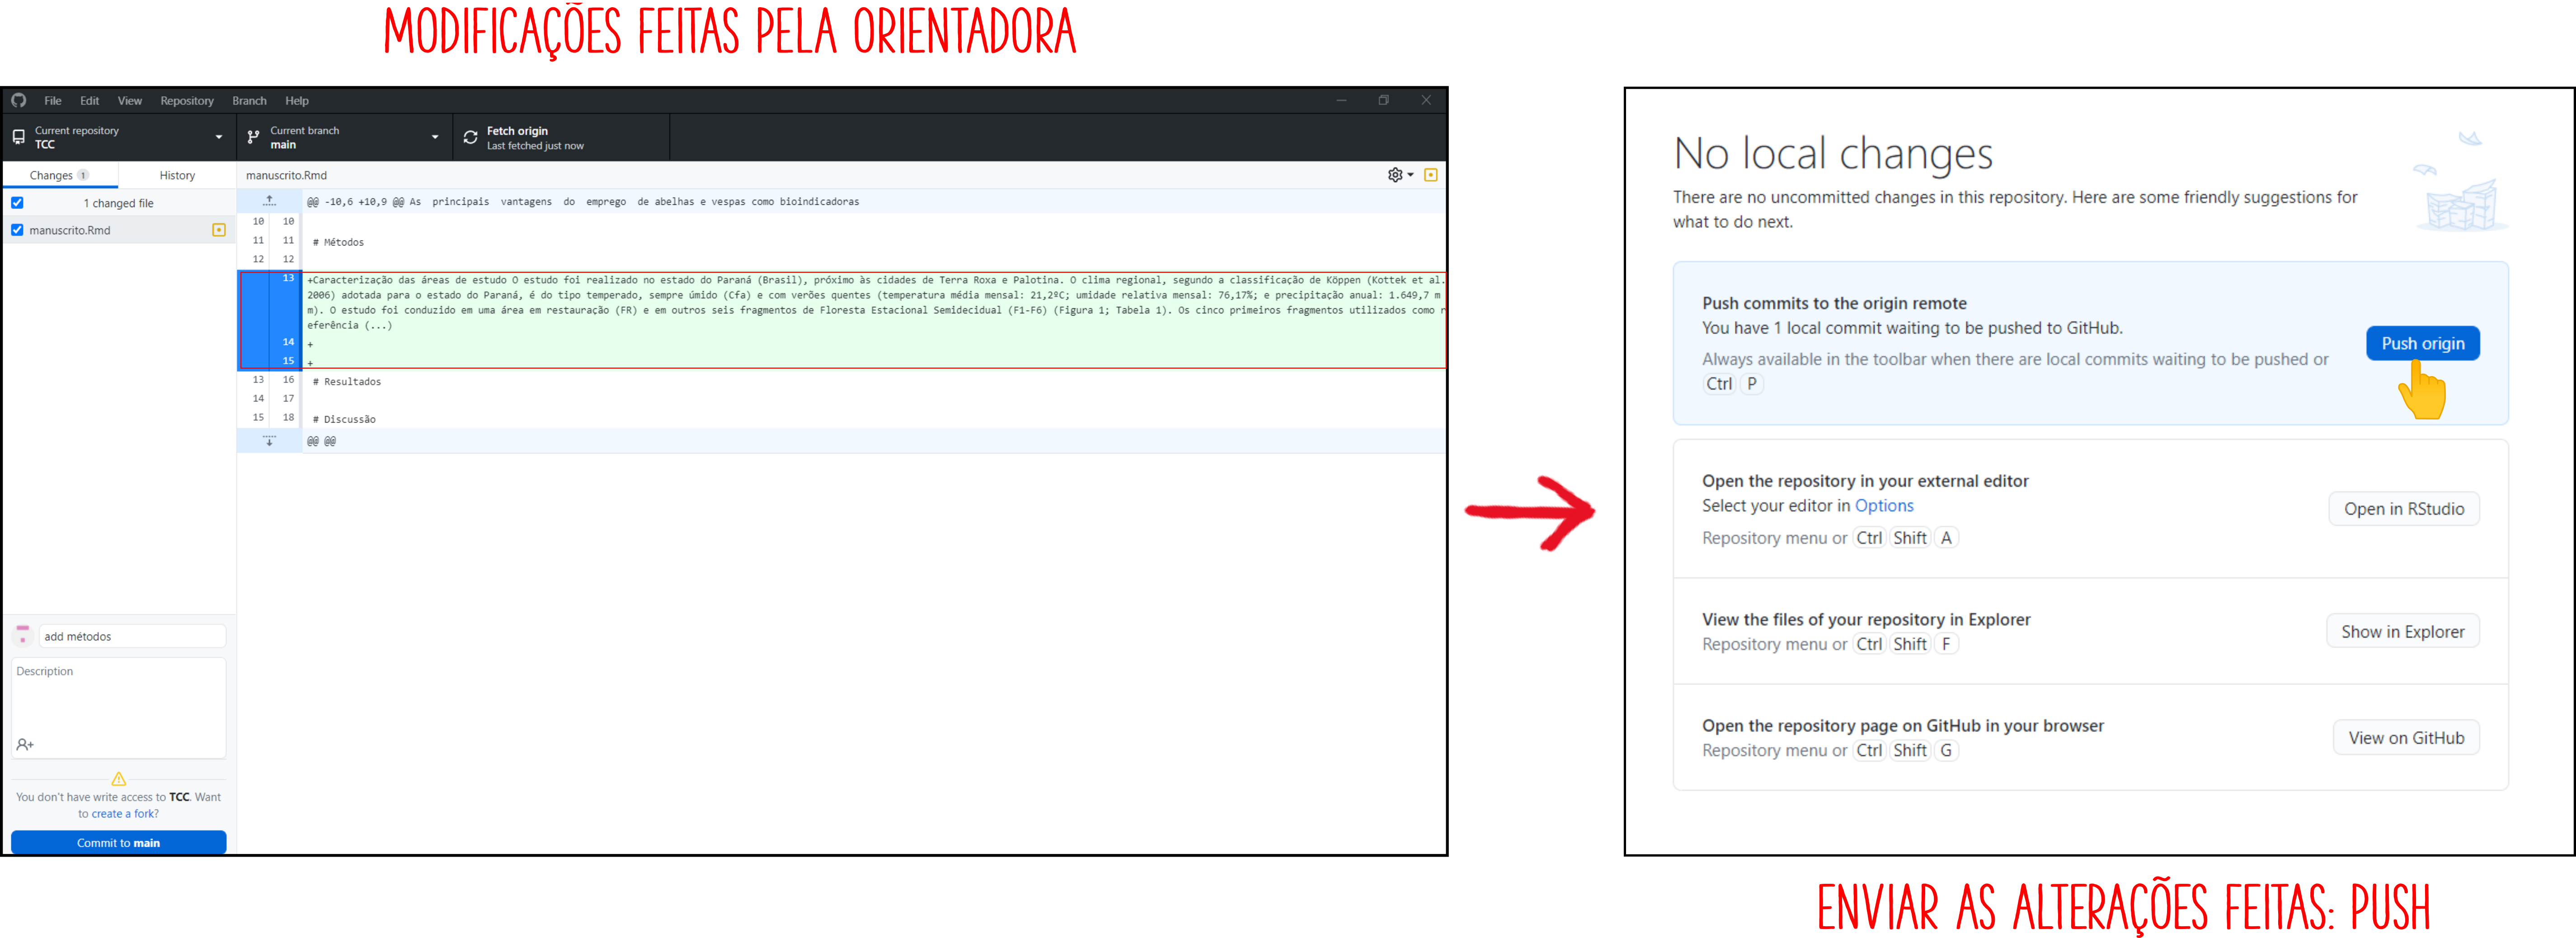 MODIFICAÇÕES FEITAS PELA ORIENTADORA
File Edit View Repository Branch Help
Current repository
TCC
Current branch
main
Fetch origin
Last fetched just now
Changes 1
History
manuscrito.Rmd
1 changed file
manuscrito.Rmd
@@ -10,6 +10,9 @@ As principais vantagens do emprego de abelhas e vespas como bioindicadoras
10 10
11 11 # Métodos
12 12
13 +Caracterização das áreas de estudo O estudo foi realizado no estado do Paraná (Brasil), próximo às cidades de Terra Roxa e Palotina. O clima regional, segundo a classificação de Köppen (Kottek et al.
2006) adotada para o estado do Paraná, é do tipo temperado, sempre úmido (Cfa) e com verões quentes (temperatura média mensal: 21,2ºC; umidade relativa mensal: 76,17%; e precipitação anual: 1.649,7 m
m). O estudo foi conduzido em uma área em restauração (FR) e em outros seis fragmentos de Floresta Estacional Semidecidual (F1-F6) (Figura 1; Tabela 1). Os cinco primeiros fragmentos utilizados como r
eferência (...)
14 +
15 +
13 16 # Resultados
14 17
15 18 # Discussão
@@ @@
add métodos
Description
You don't have write access to TCC. Want
to create a fork?
Commit to main
No local changes
There are no uncommitted changes in this repository. Here are some friendly suggestions for
what to do next.
Push commits to the origin remote
You have 1 local commit waiting to be pushed to GitHub.
Always available in the toolbar when there are local commits waiting to be pushed or
Ctrl P
Push origin
Open the repository in your external editor
Select your editor in Options
Repository menu or Ctrl Shift A
Open in RStudio
View the files of your repository in Explorer
Repository menu or Ctrl Shift F
Show in Explorer
Open the repository page on GitHub in your browser
Repository menu or Ctrl Shift G
View on GitHub
ENVIAR AS ALTERAÇÕES FEITAS: PUSH